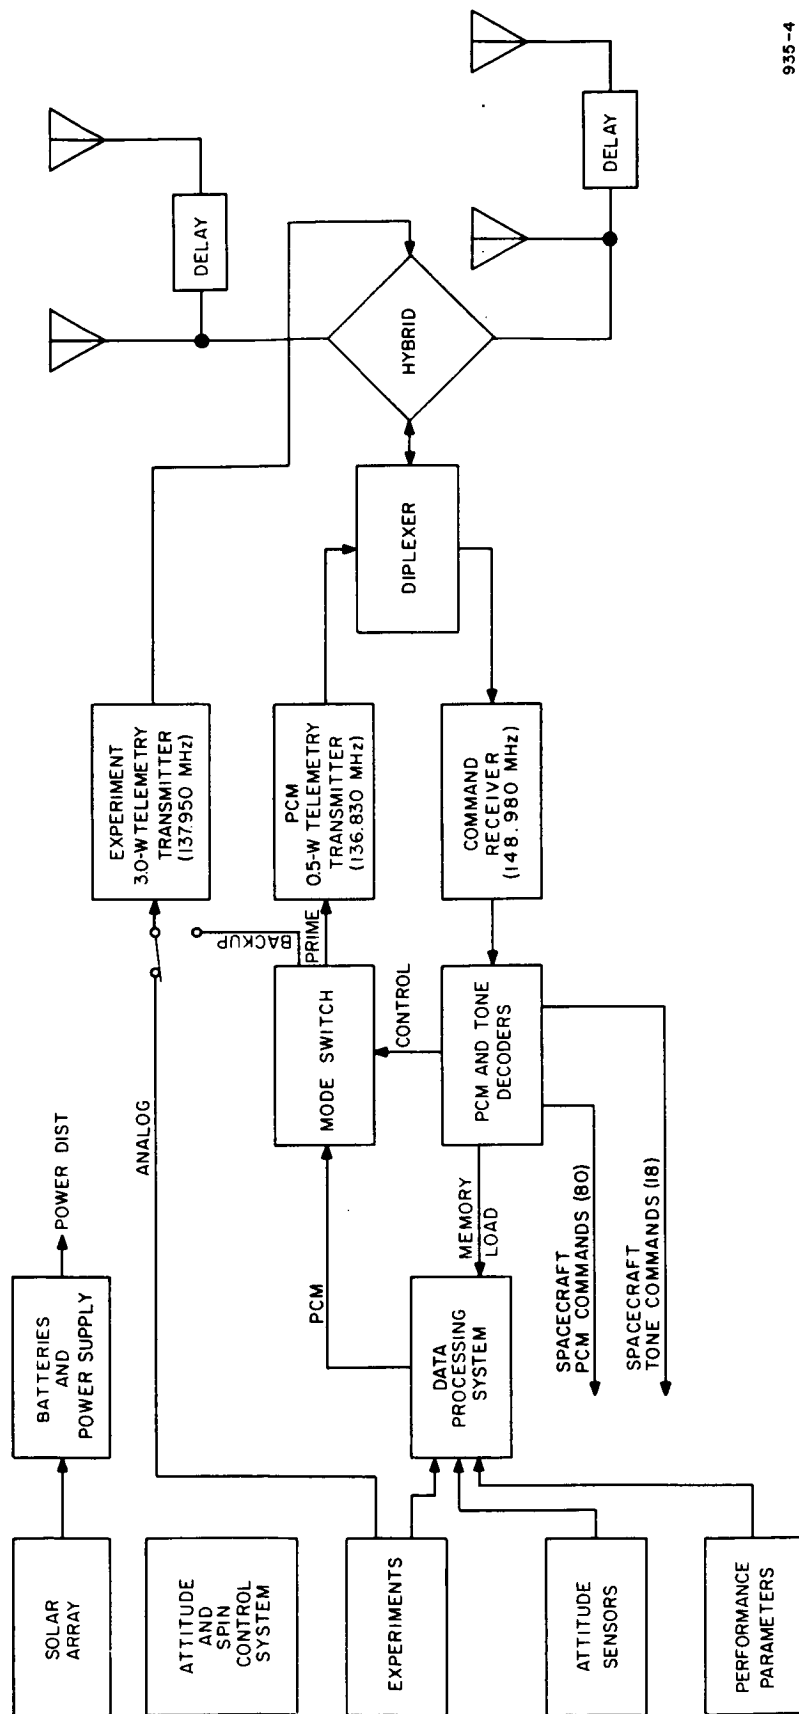 SOLAR
ARRAY
BATTERIES
AND
POWER SUPPLY
POWER DIST
ATTITUDE
AND
SPIN
CONTROL
SYSTEM
ANALOG
EXPERIMENT
3.0-W TELEMETRY
TRANSMITTER
(137.950 MHz)
DELAY
EXPERIMENTS
PCM
MODE SWITCH
BACKUP
PRIME
PCM
0.5-W TELEMETRY
TRANSMITTER
(136.830 MHz)
DIPLEXER
HYBRID
CONTROL
DATA
PROCESSING
SYSTEM
MEMORY
LOAD
PCM AND TONE
DECODERS
COMMAND
RECEIVER
(148.980 MHz)
DELAY
ATTITUDE
SENSORS
SPACECRAFT
PCM COMMANDS (80)
SPACECRAFT
TONE COMMANDS (18)
PERFORMANCE
PARAMETERS
935-4